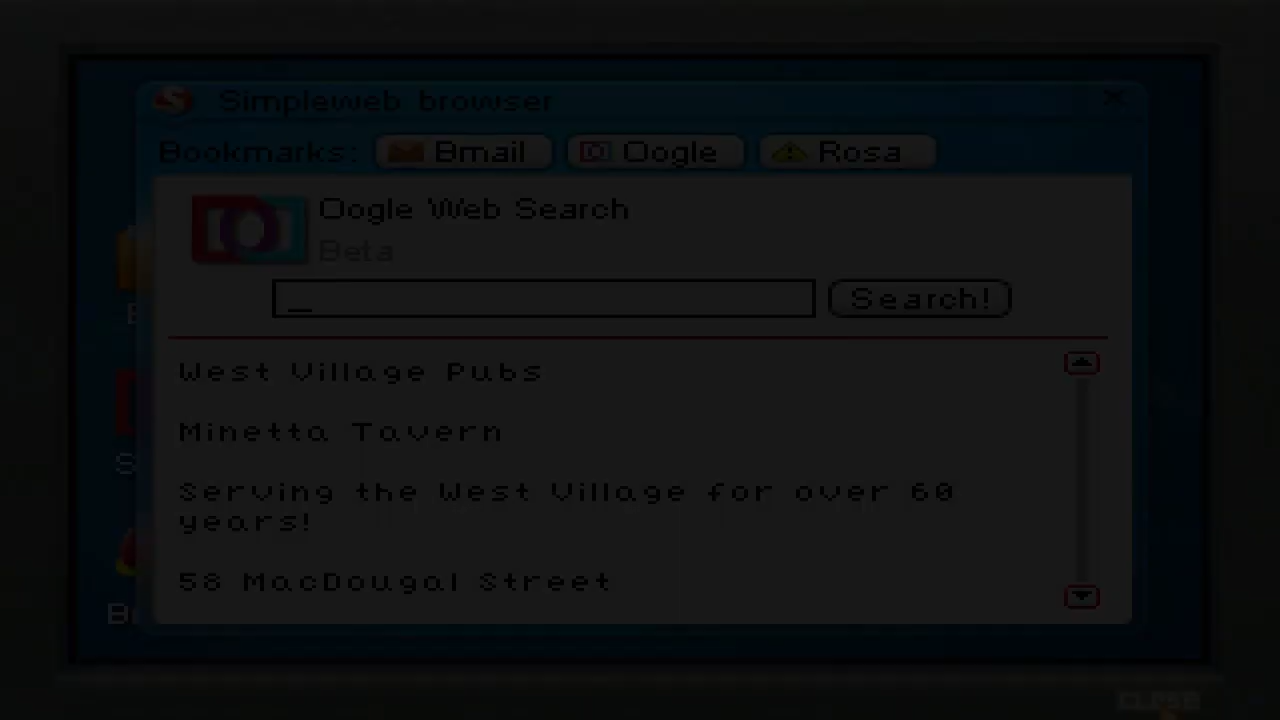 Simpleweb browser
Bookmarks: Bmail Oogle Rosa
Oogle Web Search
Beta
Search!
West Village Pubs
Minetta Tavern
Serving the West Village for over 60
years!
58 MacDougal Street
CLOSE